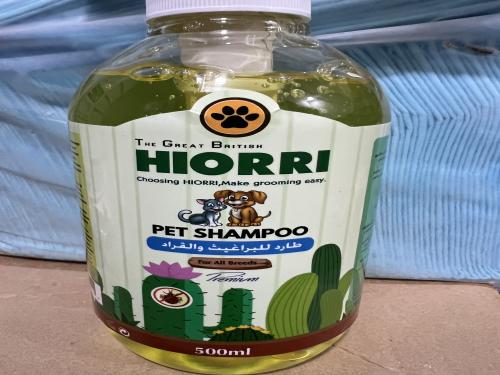 The Great British
HIORRI
Choosing HIORRI,Make grooming easy.
PET SHAMPOO
طارد للبراغيث والقراد
For All Breeds
Premium
500ml